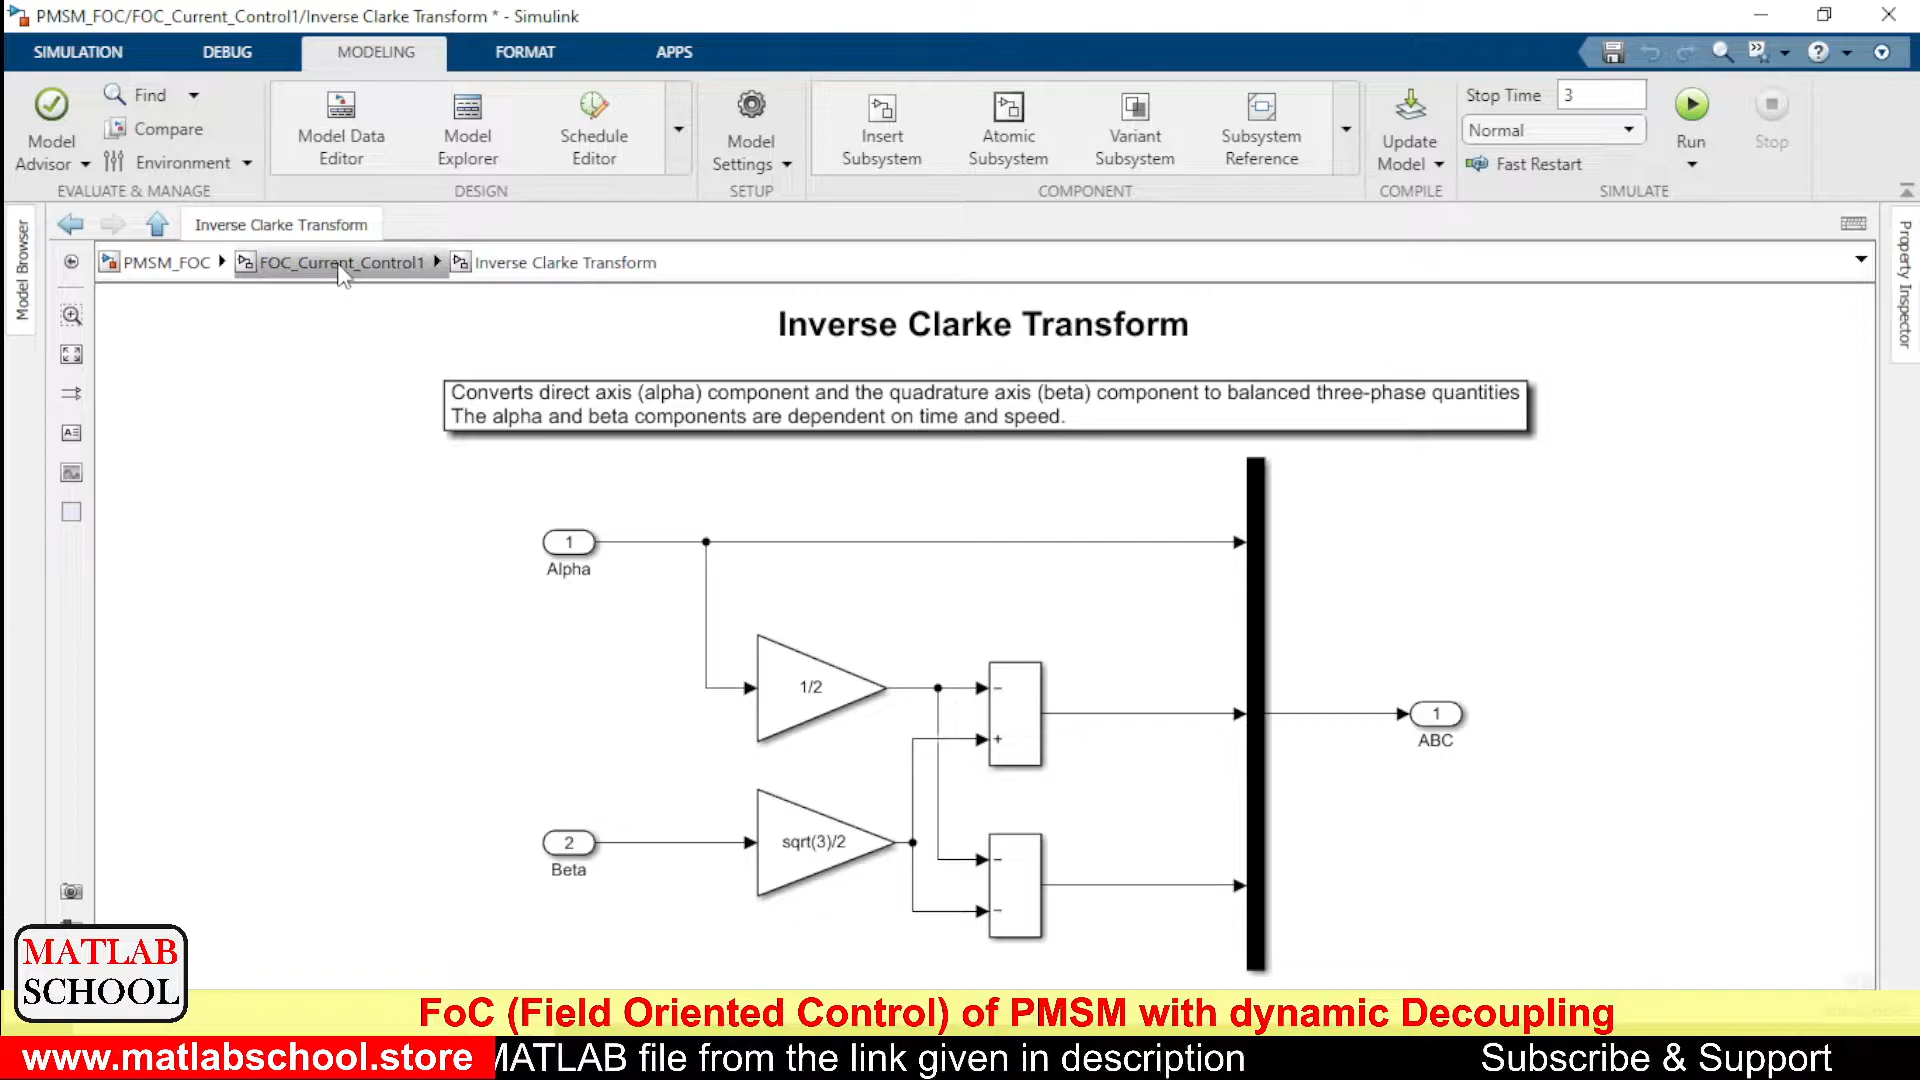 PMSM_FOC/FOC_Current_Control1/Inverse Clarke Transform * - Simulink
SIMULATION DEBUG MODELING FORMAT APPS
Model Advisor
Find
Compare
Environment
EVALUATE & MANAGE
Model Data Editor
Model Explorer
Schedule Editor
DESIGN
Model Settings
SETUP
Insert Subsystem
Atomic Subsystem
Variant Subsystem
Subsystem Reference
COMPONENT
Update Model
COMPILE
Stop Time 3
Normal
Fast Restart
Run
Stop
SIMULATE
Model Browser
Property Inspector
Inverse Clarke Transform
PMSM_FOC FOC_Current_Control1 Inverse Clarke Transform
Inverse Clarke Transform
Converts direct axis (alpha) component and the quadrature axis (beta) component to balanced three-phase quantities
The alpha and beta components are dependent on time and speed.
1
Alpha
1/2
−
+
1
ABC
2
Beta
sqrt(3)/2
−
−
MATLAB
SCHOOL
FoC (Field Oriented Control) of PMSM with dynamic Decoupling
www.matlabschool.store MATLAB file from the link given in description Subscribe & Support